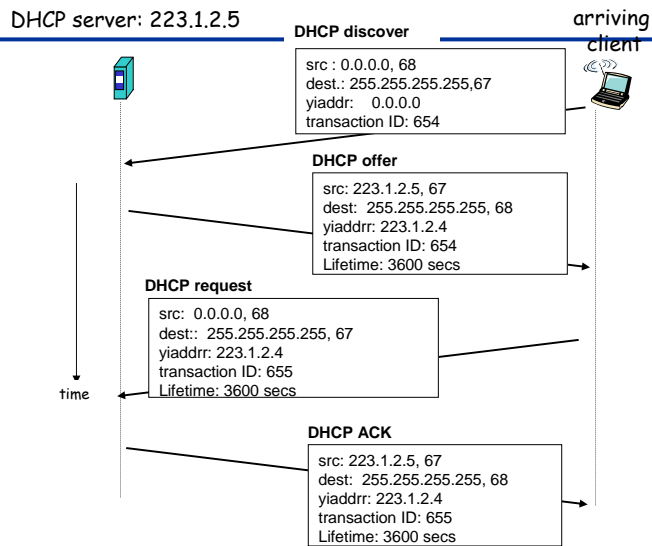 DHCP server: 223.1.2.5
arriving
client
DHCP discover
src : 0.0.0.0, 68
dest.: 255.255.255.255,67
yiaddr: 0.0.0.0
transaction ID: 654
DHCP offer
src: 223.1.2.5, 67
dest: 255.255.255.255, 68
yiaddrr: 223.1.2.4
transaction ID: 654
Lifetime: 3600 secs
DHCP request
src: 0.0.0.0, 68
dest:: 255.255.255.255, 67
yiaddrr: 223.1.2.4
transaction ID: 655
Lifetime: 3600 secs
time
DHCP ACK
src: 223.1.2.5, 67
dest: 255.255.255.255, 68
yiaddrr: 223.1.2.4
transaction ID: 655
Lifetime: 3600 secs